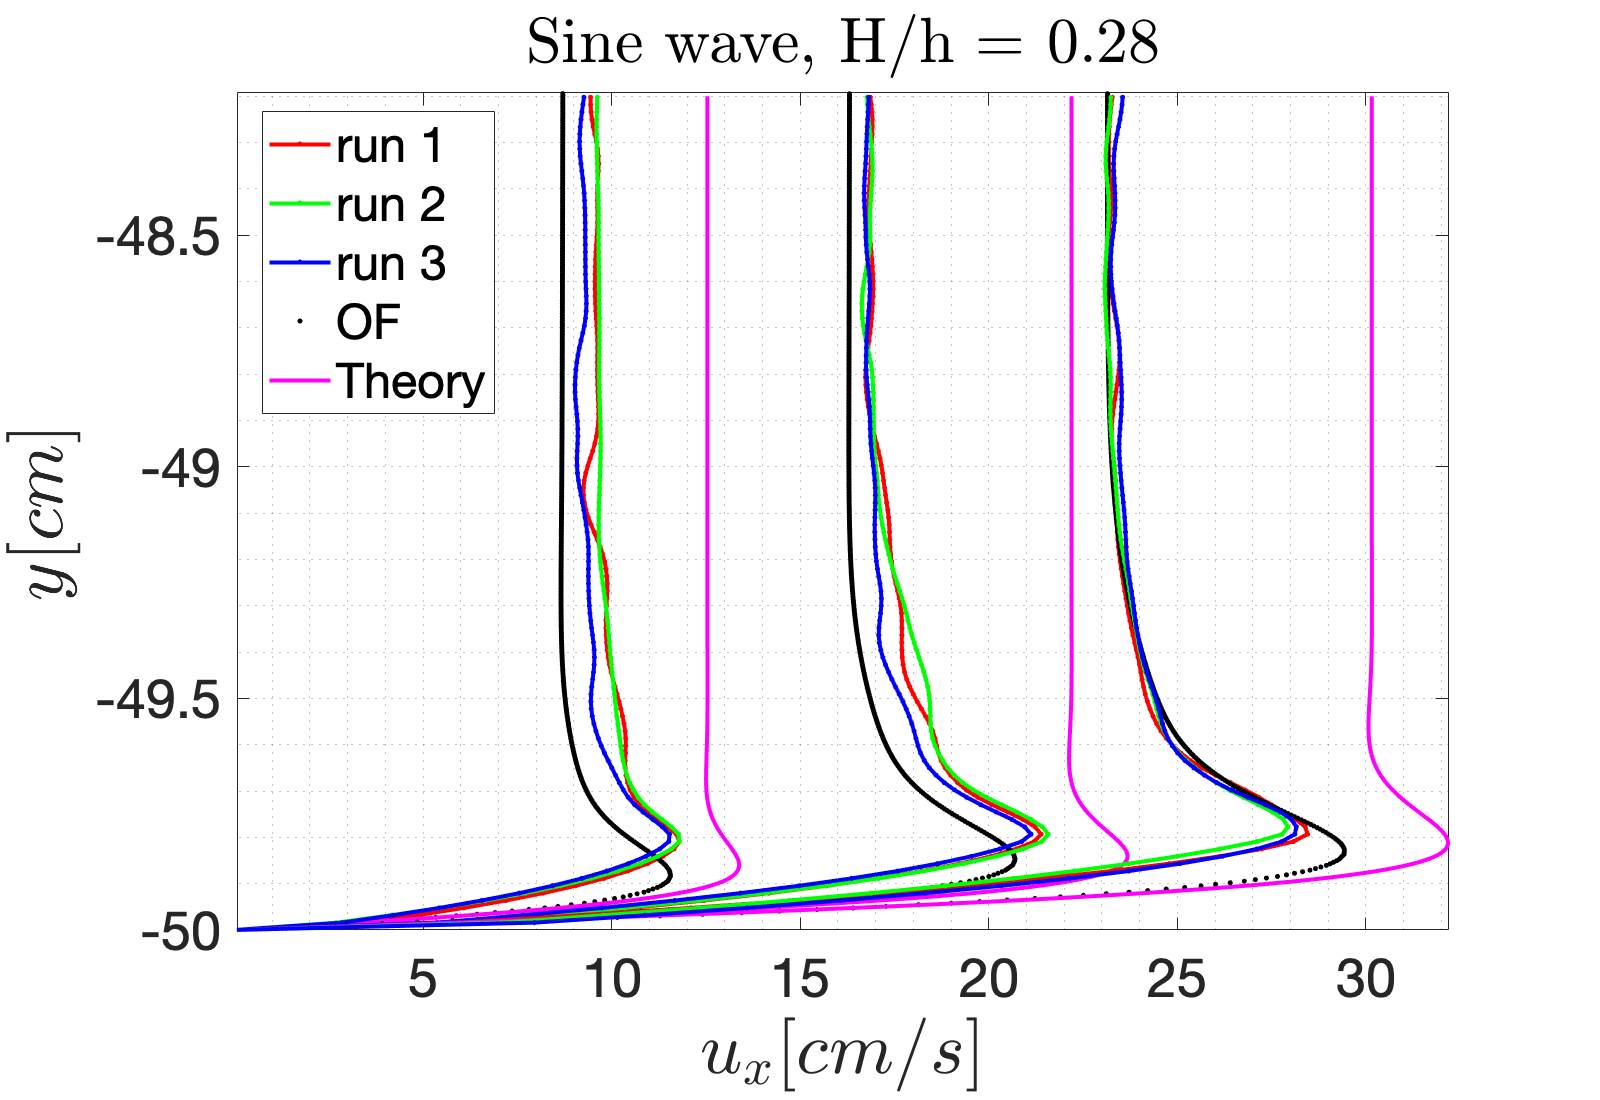 Sine wave, H/h = 0.28
run 1
run 2
run 3
OF
Theory
-48.5
-49
-49.5
-50
y[cm]
5 10 15 20 25 30
u_x[cm/s]